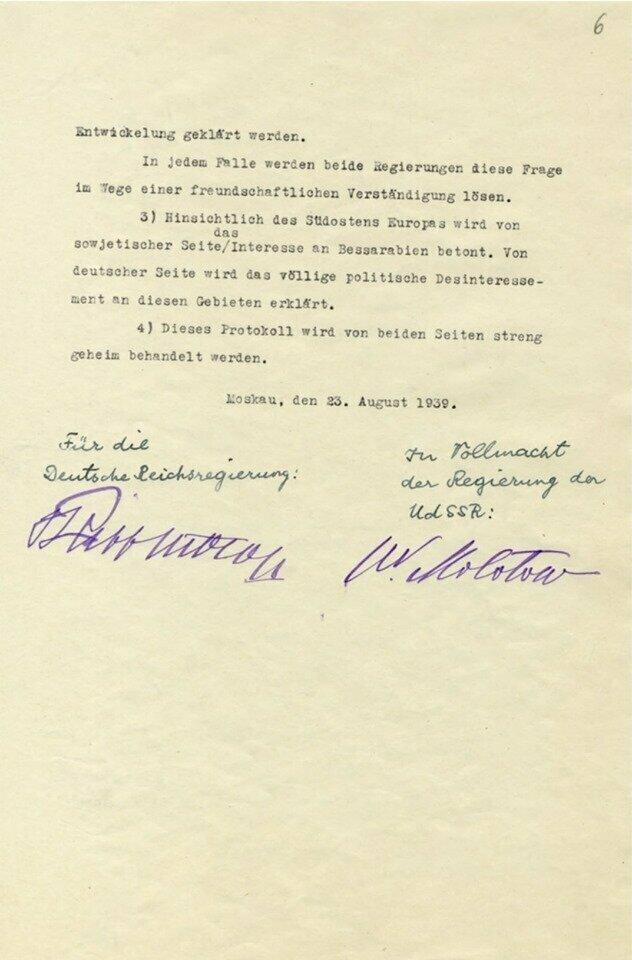 6
Entwickelung geklärt werden.
In jedem Falle werden beide Regierungen diese Frage
im Wege einer freundschaftlichen Verständigung lösen.
3) Hinsichtlich des Südostens Europas wird von
das
sowjetischer Seite/Interesse an Bessarabien betont. Von
deutscher Seite wird das völlige politische Desinteresse-
ment an diesen Gebieten erklärt.
4) Dieses Protokoll wird von beiden Seiten streng
geheim behandelt werden.
Moskau, den 23. August 1939.
Für die
Deutsche Reichsregierung:
In Vollmacht
der Regierung der
UdSSR:
W. Molotow